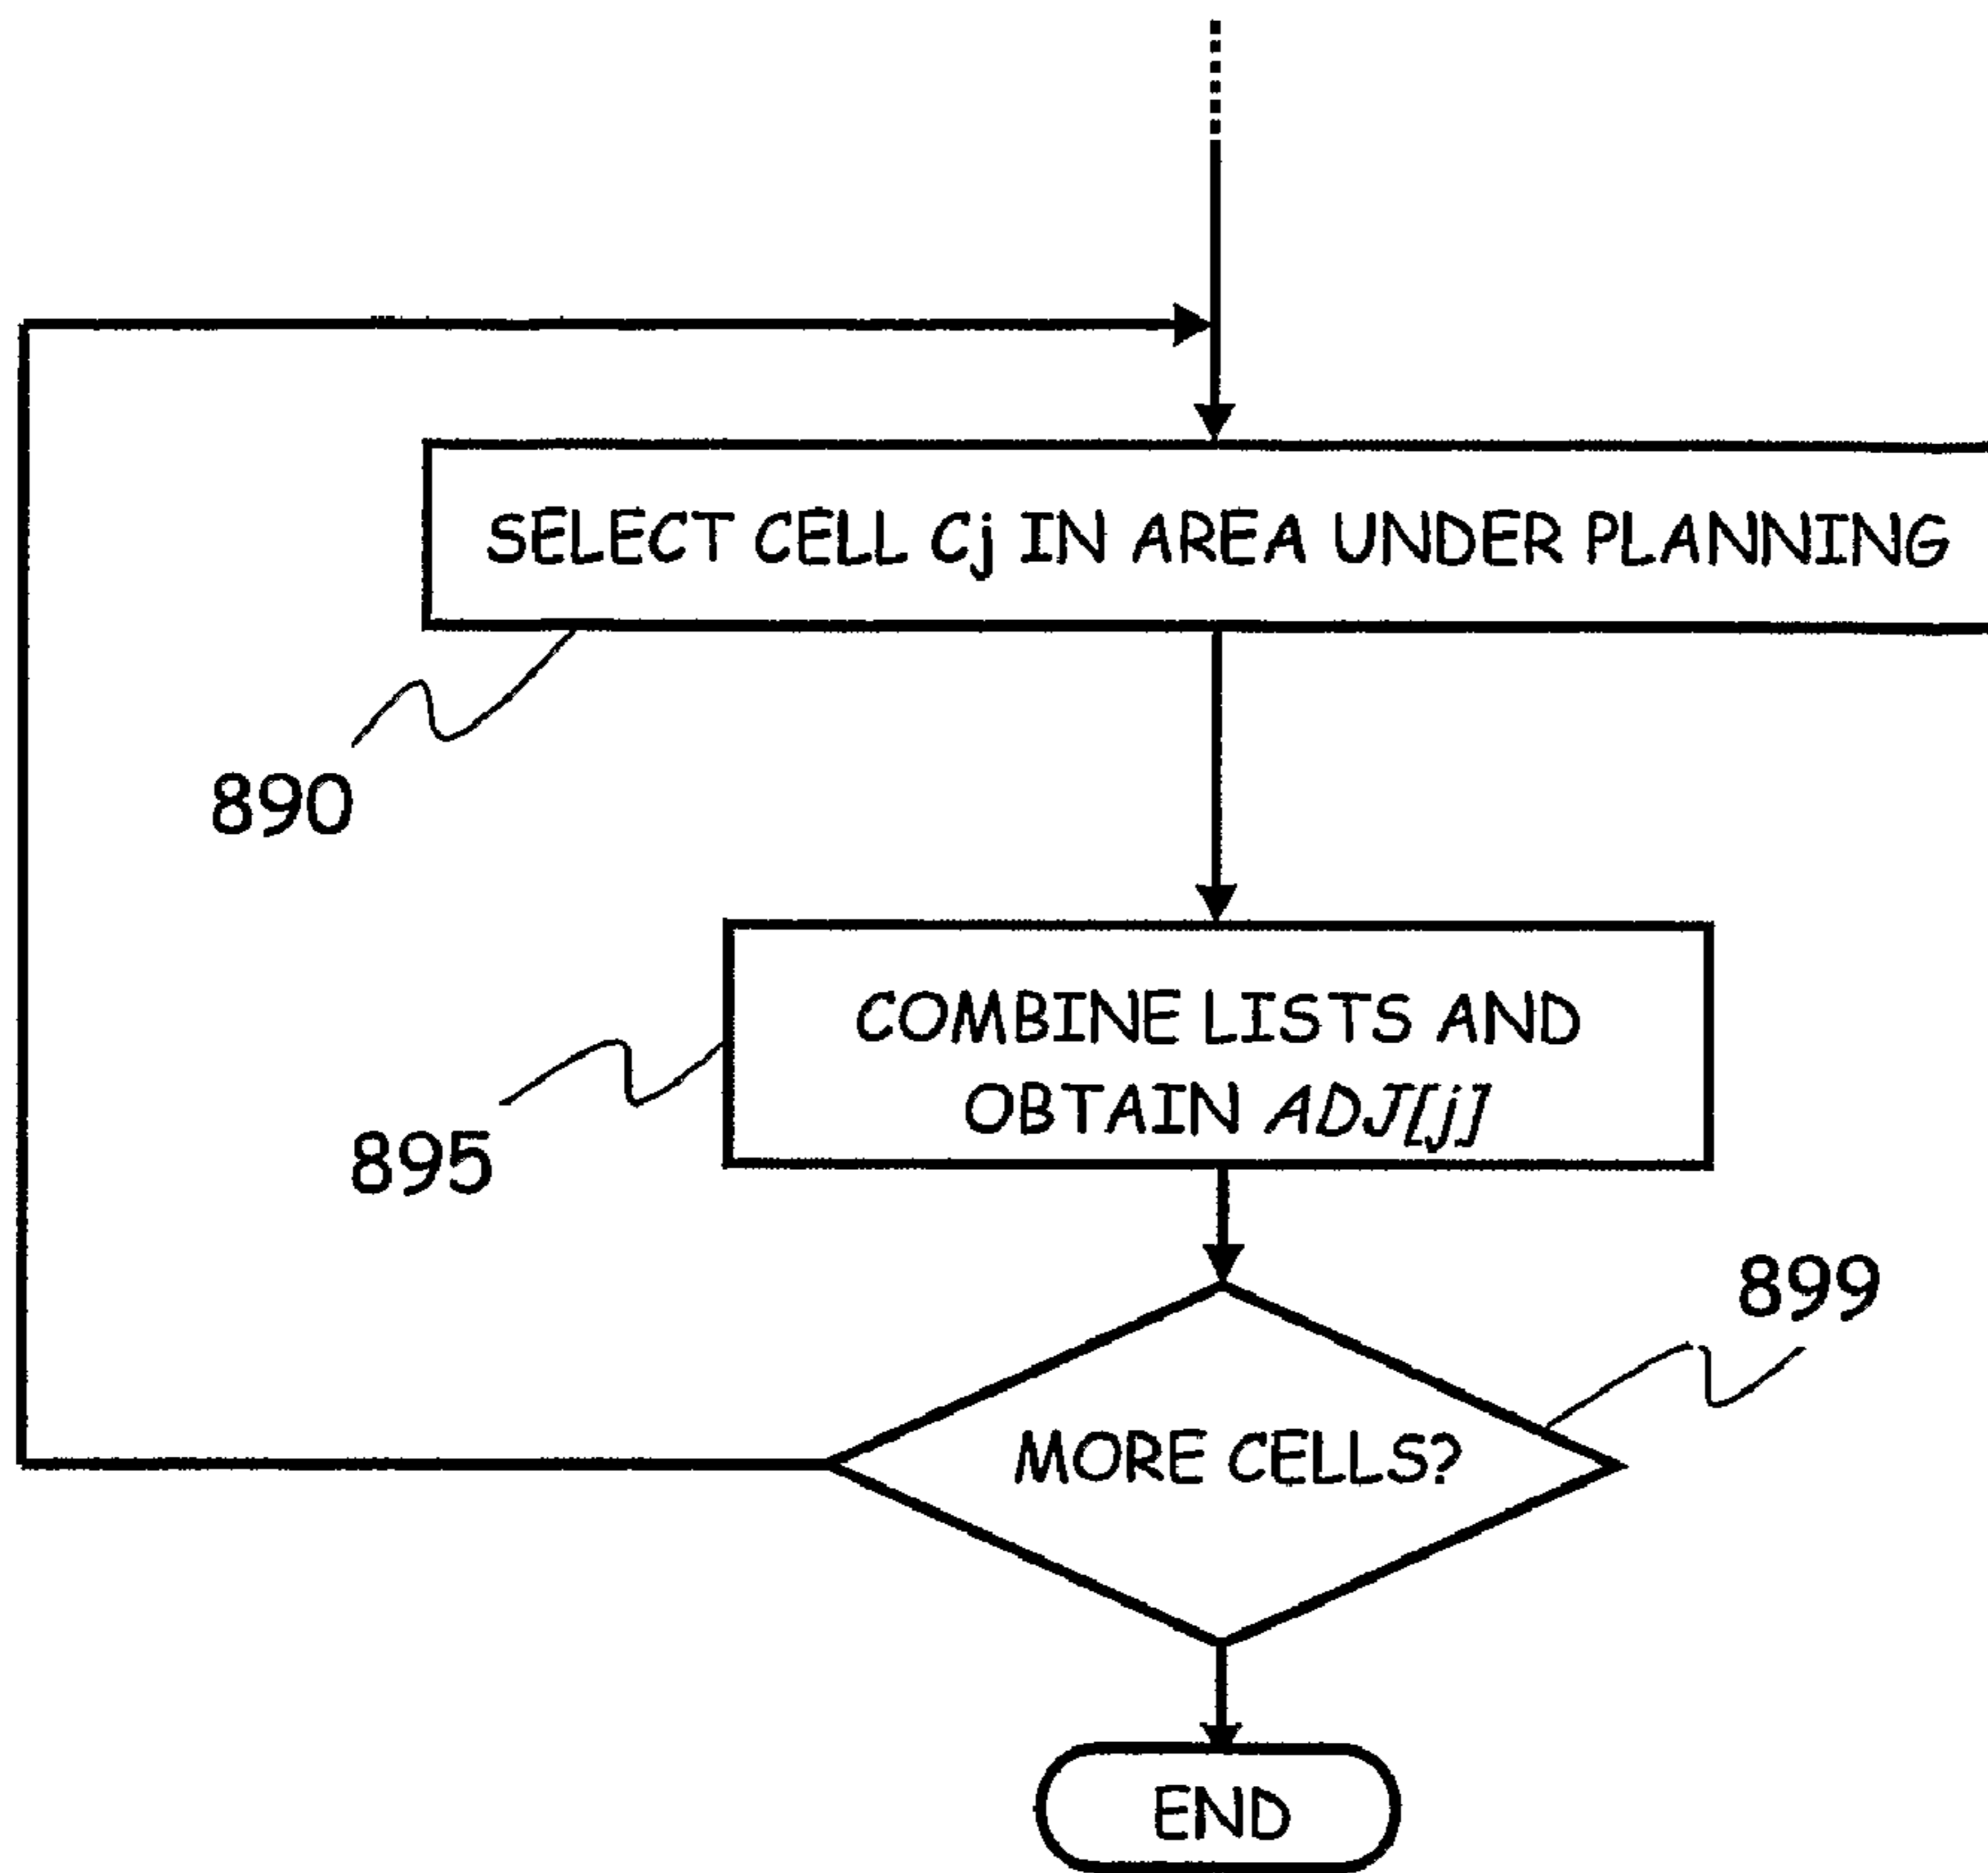 SELECT CELL Cj IN AREA UNDER PLANNING
890
COMBINE LISTS AND
OBTAIN ADJ[j]
895
899
MORE CELLS?
END